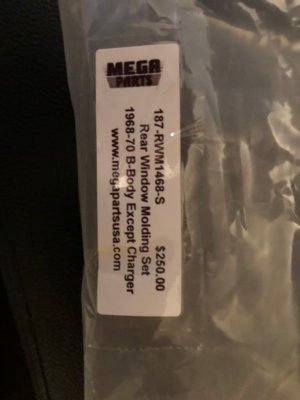 MEGA
PARTS
187-RWM1468-S $250.00
Rear Window Molding Set
1968-70 B-Body Except Charger
www.megapartsusa.com